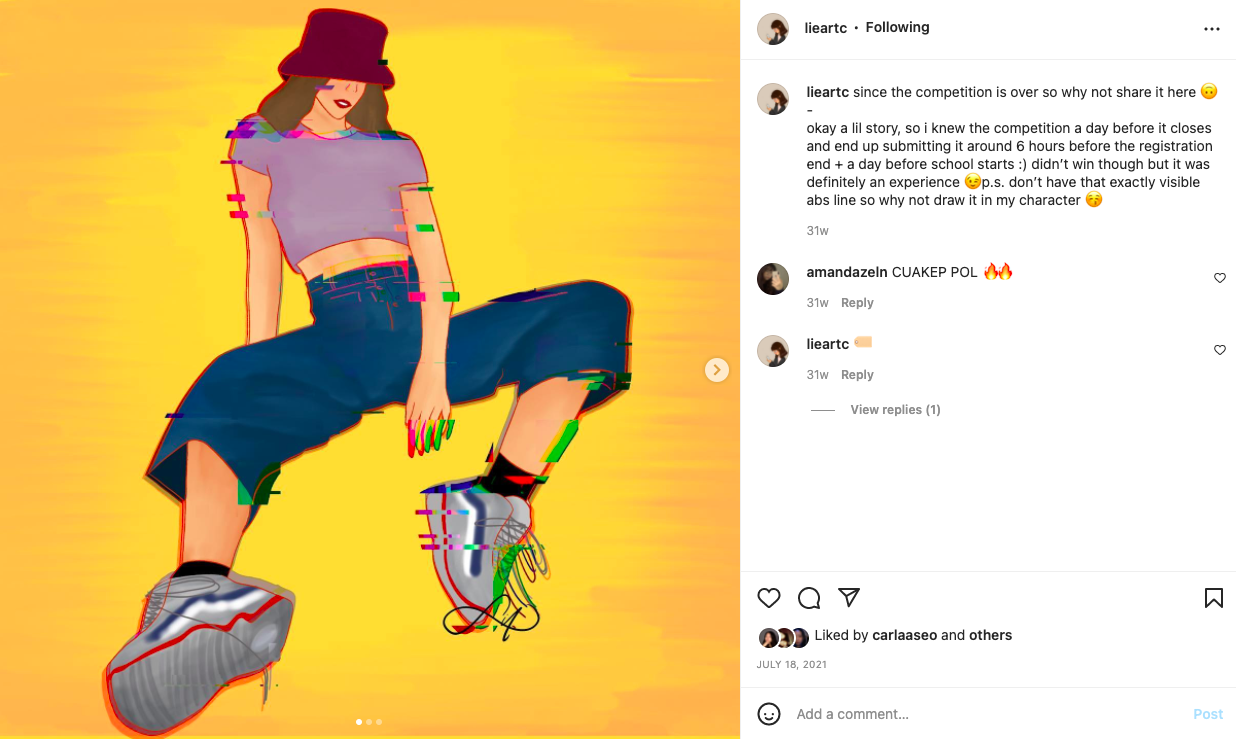 lieartc • Following
lieartc since the competition is over so why not share it here 🙃
-
okay a lil story, so i knew the competition a day before it closes
and end up submitting it around 6 hours before the registration
end + a day before school starts :) didn’t win though but it was
definitely an experience 😉p.s. don’t have that exactly visible
abs line so why not draw it in my character 😚
31w
amandazeln CUAKEP POL 🔥🔥
31w Reply
lieartc 🏷️
31w Reply
View replies (1)
Liked by carlaaseo and others
JULY 18, 2021
Add a comment... Post